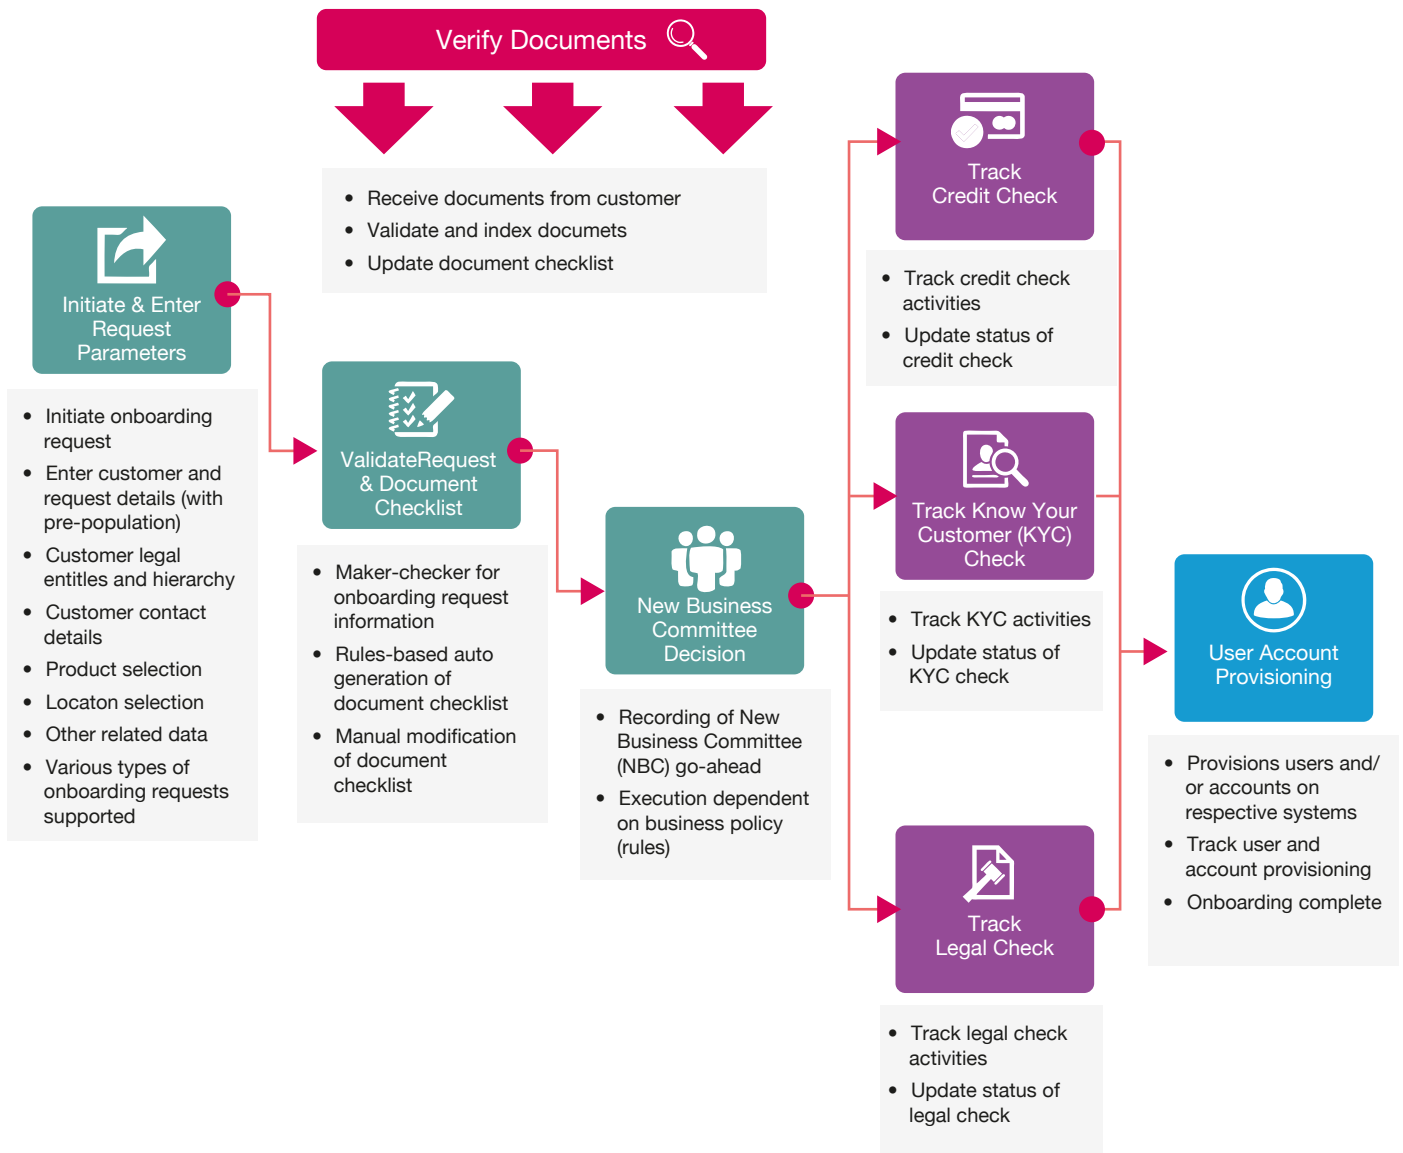 Verify Documents
• Receive documents from customer
• Validate and index documets
• Update document checklist
Initiate & Enter
Request
Parameters
• Initiate onboarding
request
• Enter customer and
request details (with
pre-population)
• Customer legal
entitles and hierarchy
• Customer contact
details
• Product selection
• Locaton selection
• Other related data
• Various types of
onboarding requests
supported
ValidateRequest
& Document
Checklist
• Maker-checker for
onboarding request
information
• Rules-based auto
generation of
document checklist
• Manual modification
of document
checklist
New Business
Committee
Decision
• Recording of New
Business Committee
(NBC) go-ahead
• Execution dependent
on business policy
(rules)
Track
Credit Check
• Track credit check
activities
• Update status of
credit check
Track Know Your
Customer (KYC)
Check
• Track KYC activities
• Update status of
KYC check
Track
Legal Check
• Track legal check
activities
• Update status of
legal check
User Account
Provisioning
• Provisions users and/
or accounts on
respective systems
• Track user and
account provisioning
• Onboarding complete